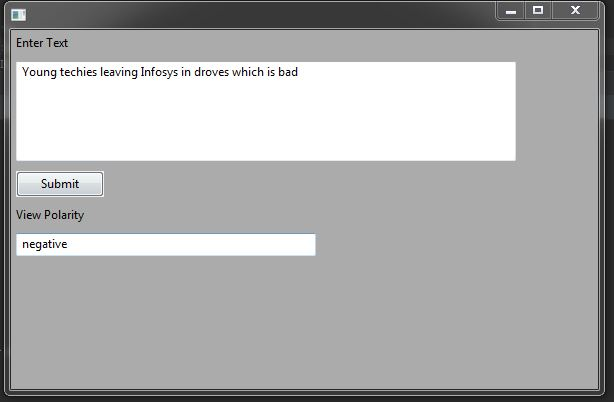 Enter Text
Young techies leaving Infosys in droves which is bad
Submit
View Polarity
negative